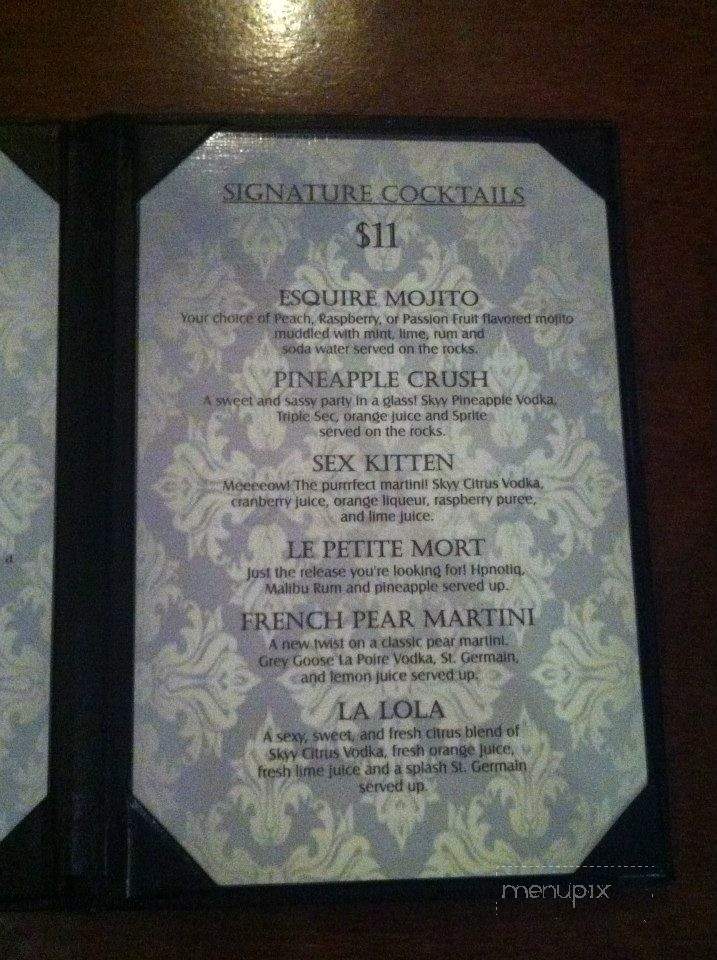 SIGNATURE COCKTAILS
$11
ESQUIRE MOJITO
Your choice of Peach, Raspberry, or Passion Fruit flavored mojito
muddled with mint, lime, rum and
soda water served on the rocks.
PINEAPPLE CRUSH
A sweet and sassy party in a glass! Skyy Pineapple Vodka,
Triple Sec, orange juice and Sprite
served on the rocks.
SEX KITTEN
Meeeeow! The purrrfect martini! Skyy Citrus Vodka,
cranberry juice, orange liqueur, raspberry puree,
and lime juice.
LE PETITE MORT
Just the release you're looking for! Hpnotiq,
Malibu Rum and pineapple served up.
FRENCH PEAR MARTINI
A new twist on a classic pear martini.
Grey Goose La Poire Vodka, St. Germain,
and lemon juice served up.
LA LOLA
A sexy, sweet, and fresh citrus blend of
Skyy Citrus Vodka, fresh orange juice,
fresh lime juice and a splash St. Germain
served up.
menupix